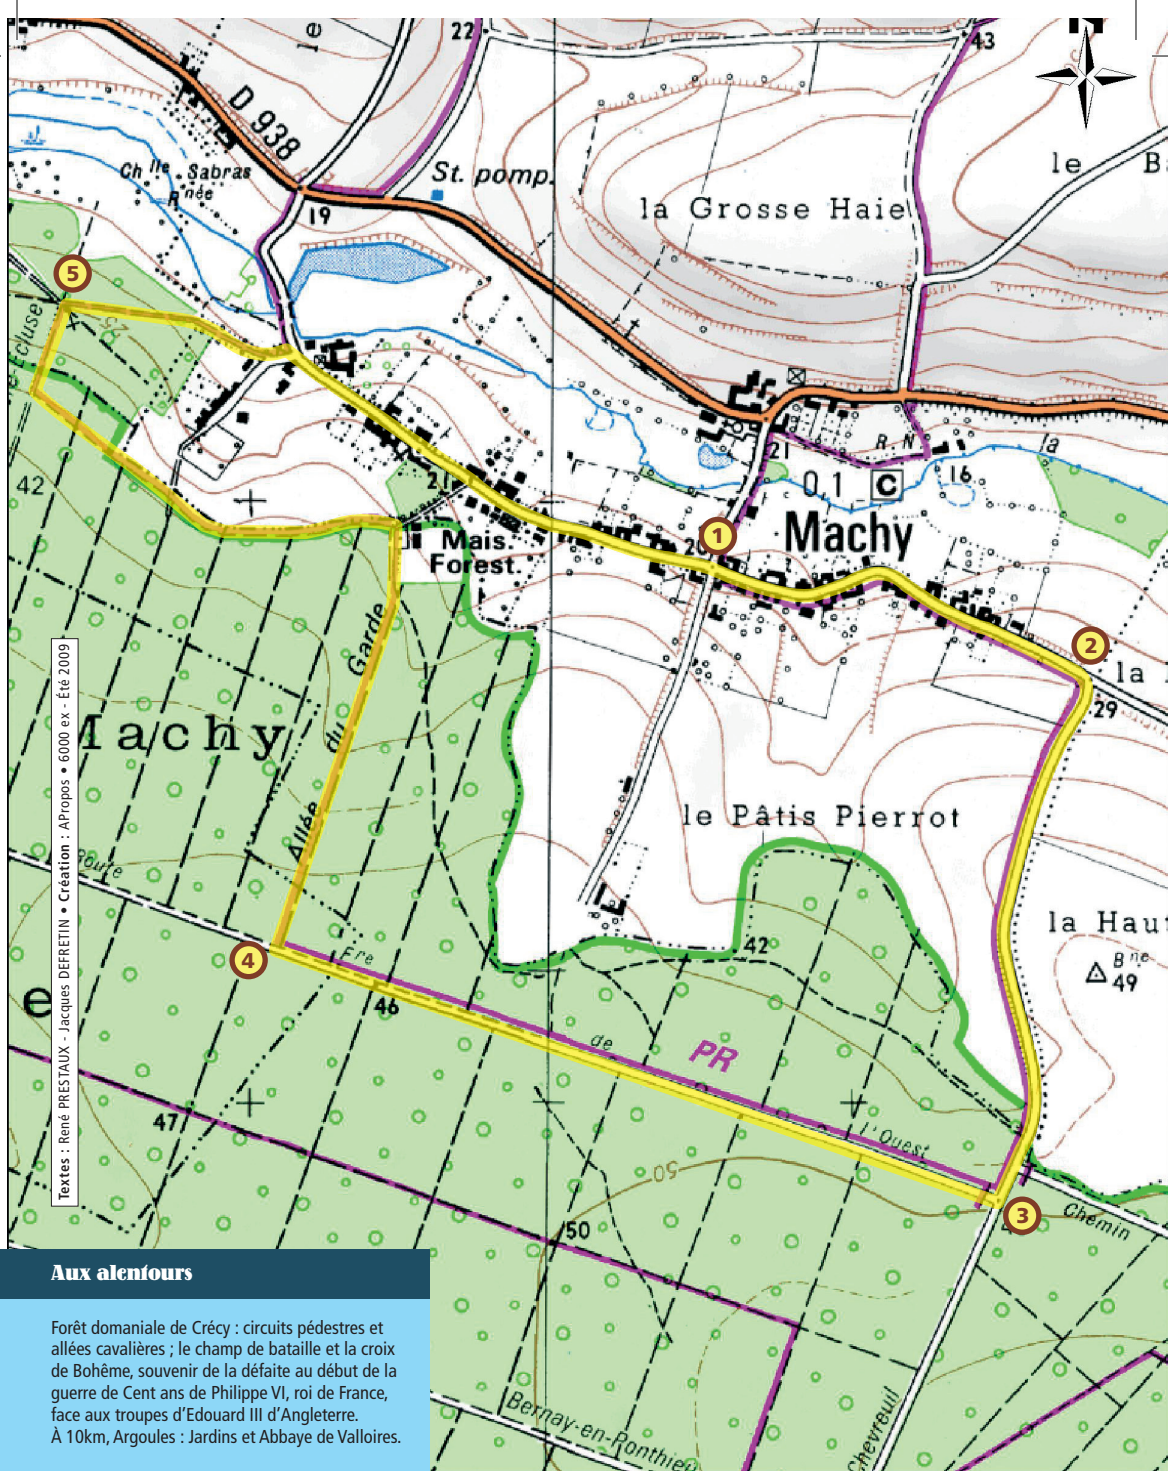 22
43
le
D 938
Chlle Sabras
Rnée
St. pomp.
19
la Grosse Haie
le
5
25
Ecluse
21
R N
la
16
01 C
42
21
Mais.
Forest.
20
1
Machy
2
la
29
Garde
du
Allée
Machy
le Pâtis Pierrot
Route
la Haut
Bne
49
42
4
Fre
46
e
de
PR
47
l'Ouest
50
3
Chemin
50
Bernay-en-Ponthieu
Chevreuil
Textes : René PRESTAUX - Jacques DEFRETIN • Création : APropos • 6000 ex - Été 2009
Aux alentours
Forêt domaniale de Crécy : circuits pédestres et
allées cavalières ; le champ de bataille et la croix
de Bohême, souvenir de la défaite au début de la
guerre de Cent ans de Philippe VI, roi de France,
face aux troupes d'Edouard III d'Angleterre.
À 10km, Argoules : Jardins et Abbaye de Valloires.